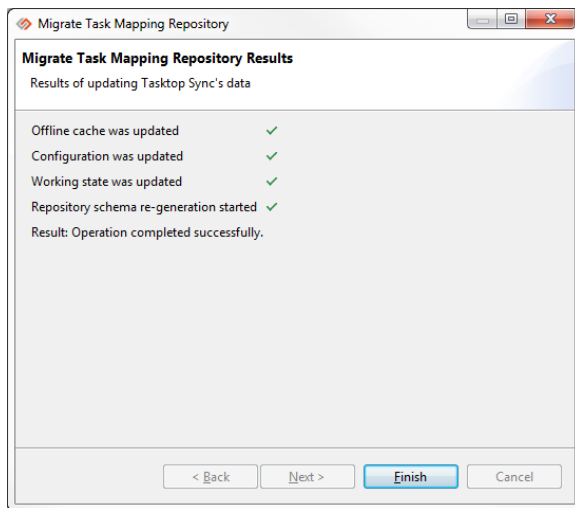 Migrate Task Mapping Repository
Migrate Task Mapping Repository Results
Results of updating Tasktop Sync's data
Offline cache was updated
Configuration was updated
Working state was updated
Repository schema re-generation started
Result: Operation completed successfully.
< Back Next > Finish Cancel